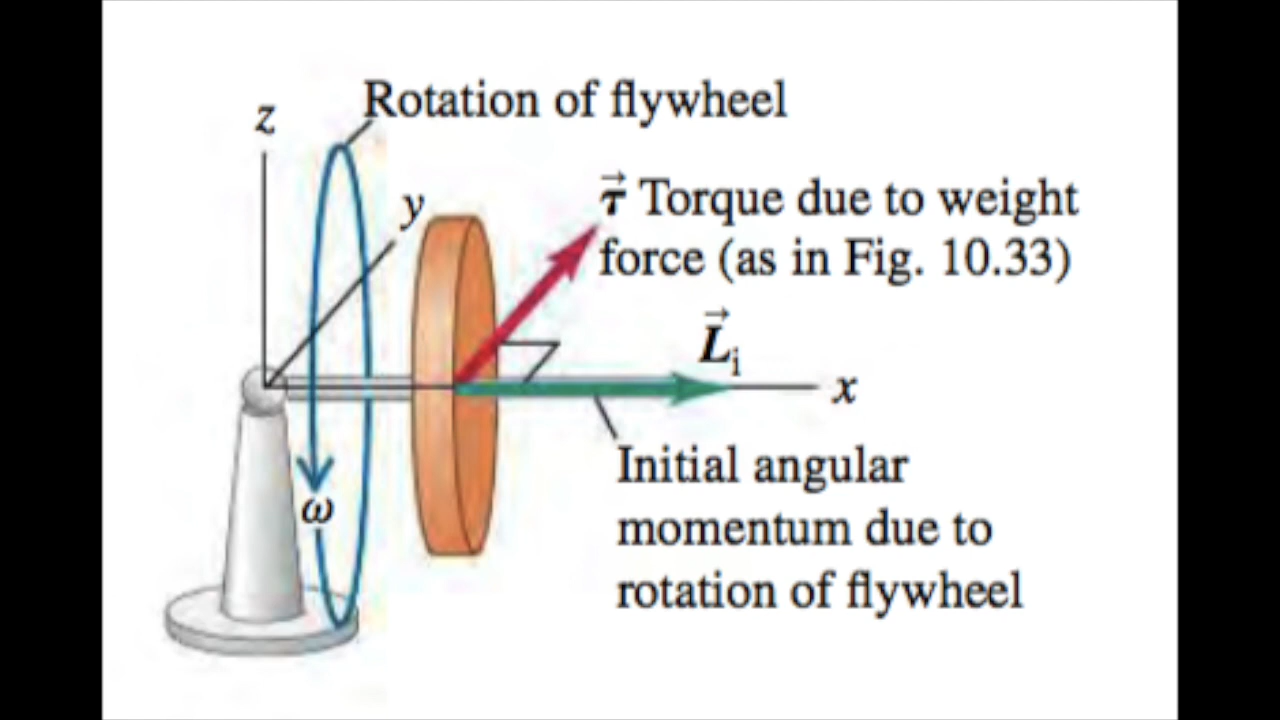 Rotation of flywheel
z
y
τ⃗ Torque due to weight
force (as in Fig. 10.33)
L⃗i
x
Initial angular
momentum due to
rotation of flywheel
ω